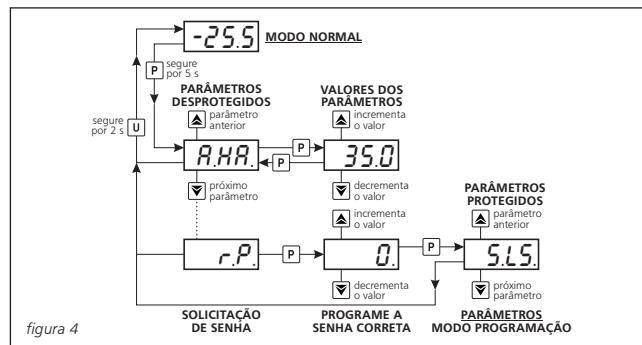 -25.5
MODO NORMAL
P
segure
por 5 s
PARÂMETROS
DESPROTEGIDOS
VALORES DOS
PARÂMETROS
segure
por 2 s
U
parâmetro
anterior
incrementa
o valor
A.HA.
P
P
35.0
próximo
parâmetro
decrementa
o valor
PARÂMETROS
PROTEGIDOS
incrementa
o valor
parâmetro
anterior
r.P.
P
0.
P
S.LS.
decrementa
o valor
próximo
parâmetro
SOLICITAÇÃO
DE SENHA
PROGRAME A
SENHA CORRETA
PARÂMETROS
MODO PROGRAMAÇÃO
figura 4